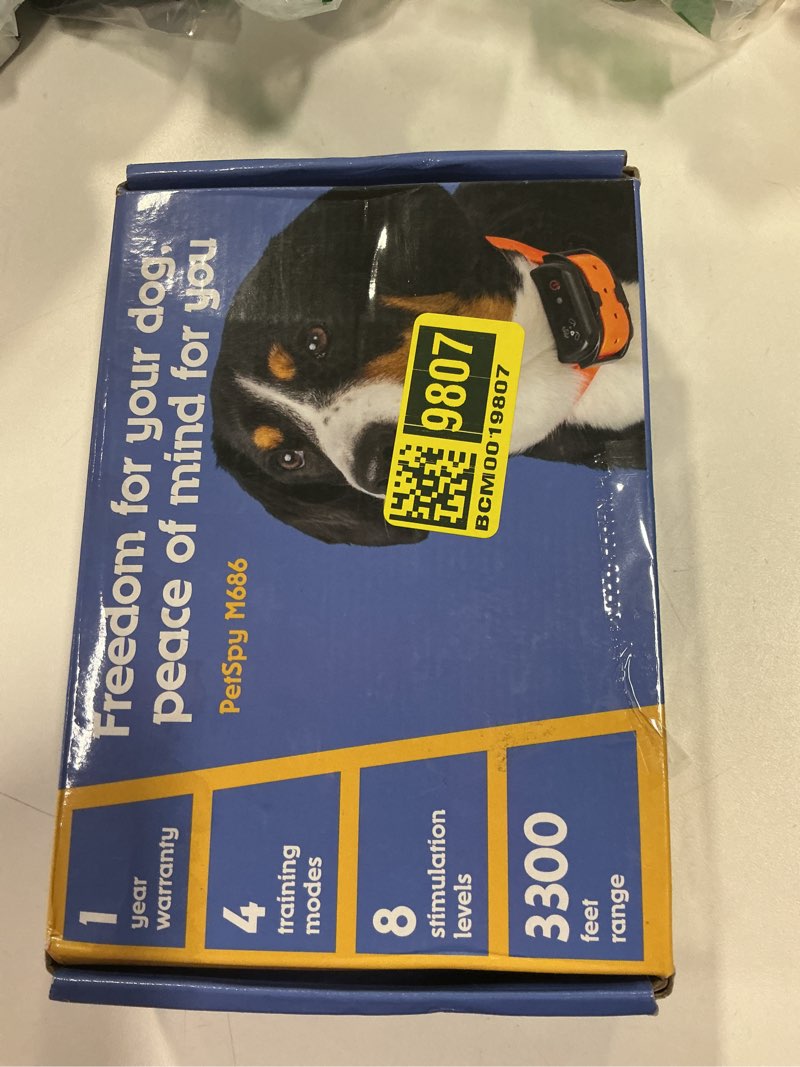 Freedom for your dog,
peace of mind for you
PetSpy M686
9807
BCM0019807
1
year
warranty
4
training
modes
8
stimulation
levels
3300
feet
range